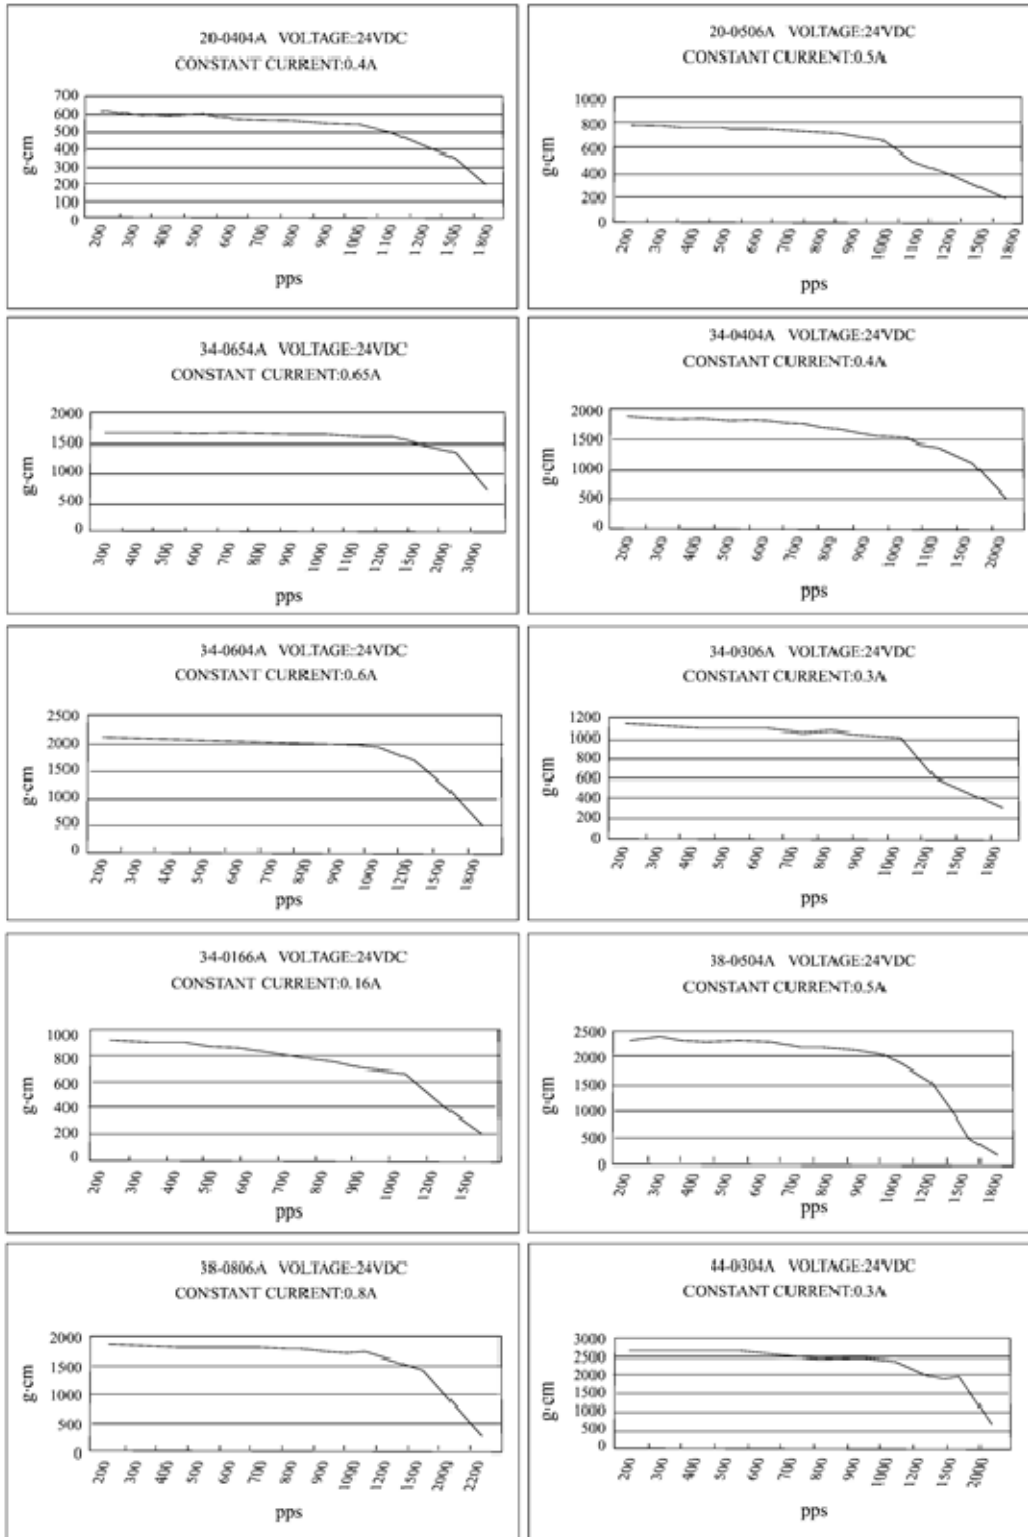 20-0404A VOLTAGE:24VDC
CONSTANT CURRENT:0.4A
g·cm
700
600
500
400
300
200
100
0
200 300 400 500 600 700 800 900 1000 1100 1200 1500 1800
pps
20-0506A VOLTAGE:24VDC
CONSTANT CURRENT:0.5A
g·cm
1000
800
600
400
200
0
200 300 400 500 600 700 800 900 1000 1100 1200 1500 1800
pps
34-0654A VOLTAGE:24VDC
CONSTANT CURRENT:0.65A
g·cm
2000
1500
1000
500
0
300 400 500 600 700 800 900 1000 1100 1200 1500 2000 3000
pps
34-0404A VOLTAGE:24VDC
CONSTANT CURRENT:0.4A
g·cm
2000
1500
1000
500
0
200 300 400 500 600 700 800 900 1000 1100 1500 2000
pps
34-0604A VOLTAGE:24VDC
CONSTANT CURRENT:0.6A
g·cm
2500
2000
1500
1000
500
0
200 300 400 500 600 700 800 900 1000 1200 1500 1800
pps
34-0306A VOLTAGE:24VDC
CONSTANT CURRENT:0.3A
g·cm
1200
1000
800
600
400
200
0
200 300 400 500 600 700 800 900 1000 1200 1500 1800
pps
34-0166A VOLTAGE:24VDC
CONSTANT CURRENT:0.16A
g·cm
1000
800
600
400
200
0
200 300 400 500 600 700 800 900 1000 1200 1500
pps
38-0504A VOLTAGE:24VDC
CONSTANT CURRENT:0.5A
g·cm
2500
2000
1500
1000
500
0
200 300 400 500 600 700 800 900 1000 1200 1500 1800
pps
38-0806A VOLTAGE:24VDC
CONSTANT CURRENT:0.8A
g·cm
2000
1500
1000
500
0
200 300 400 500 600 700 800 900 1000 1200 1500 2000 2200
pps
44-0304A VOLTAGE:24VDC
CONSTANT CURRENT:0.3A
g·cm
3000
2500
2000
1500
1000
500
0
200 300 400 500 600 700 800 900 1000 1200 1500 2000
pps